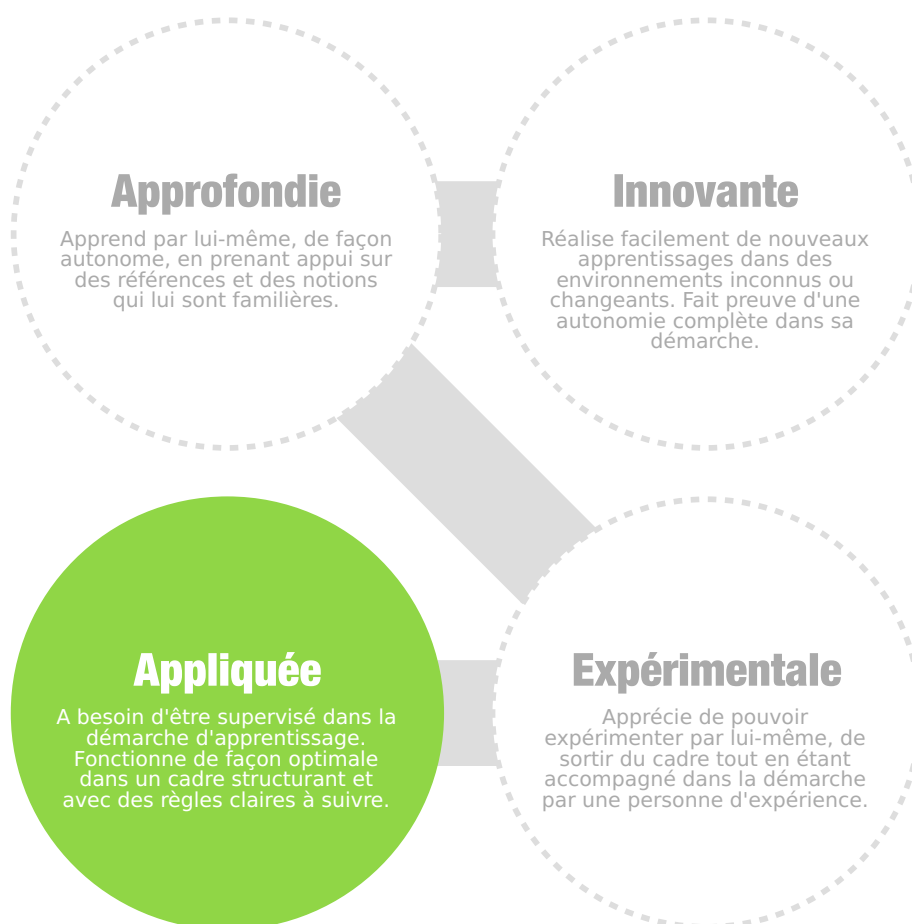 Approfondie
Apprend par lui-même, de façon
autonome, en prenant appui sur
des références et des notions
qui lui sont familières.
Innovante
Réalise facilement de nouveaux
apprentissages dans des
environnements inconnus ou
changeants. Fait preuve d'une
autonomie complète dans sa
démarche.
Appliquée
A besoin d'être supervisé dans la
démarche d'apprentissage.
Fonctionne de façon optimale
dans un cadre structurant et
avec des règles claires à suivre.
Expérimentale
Apprécie de pouvoir
expérimenter par lui-même, de
sortir du cadre tout en étant
accompagné dans la démarche
par une personne d'expérience.